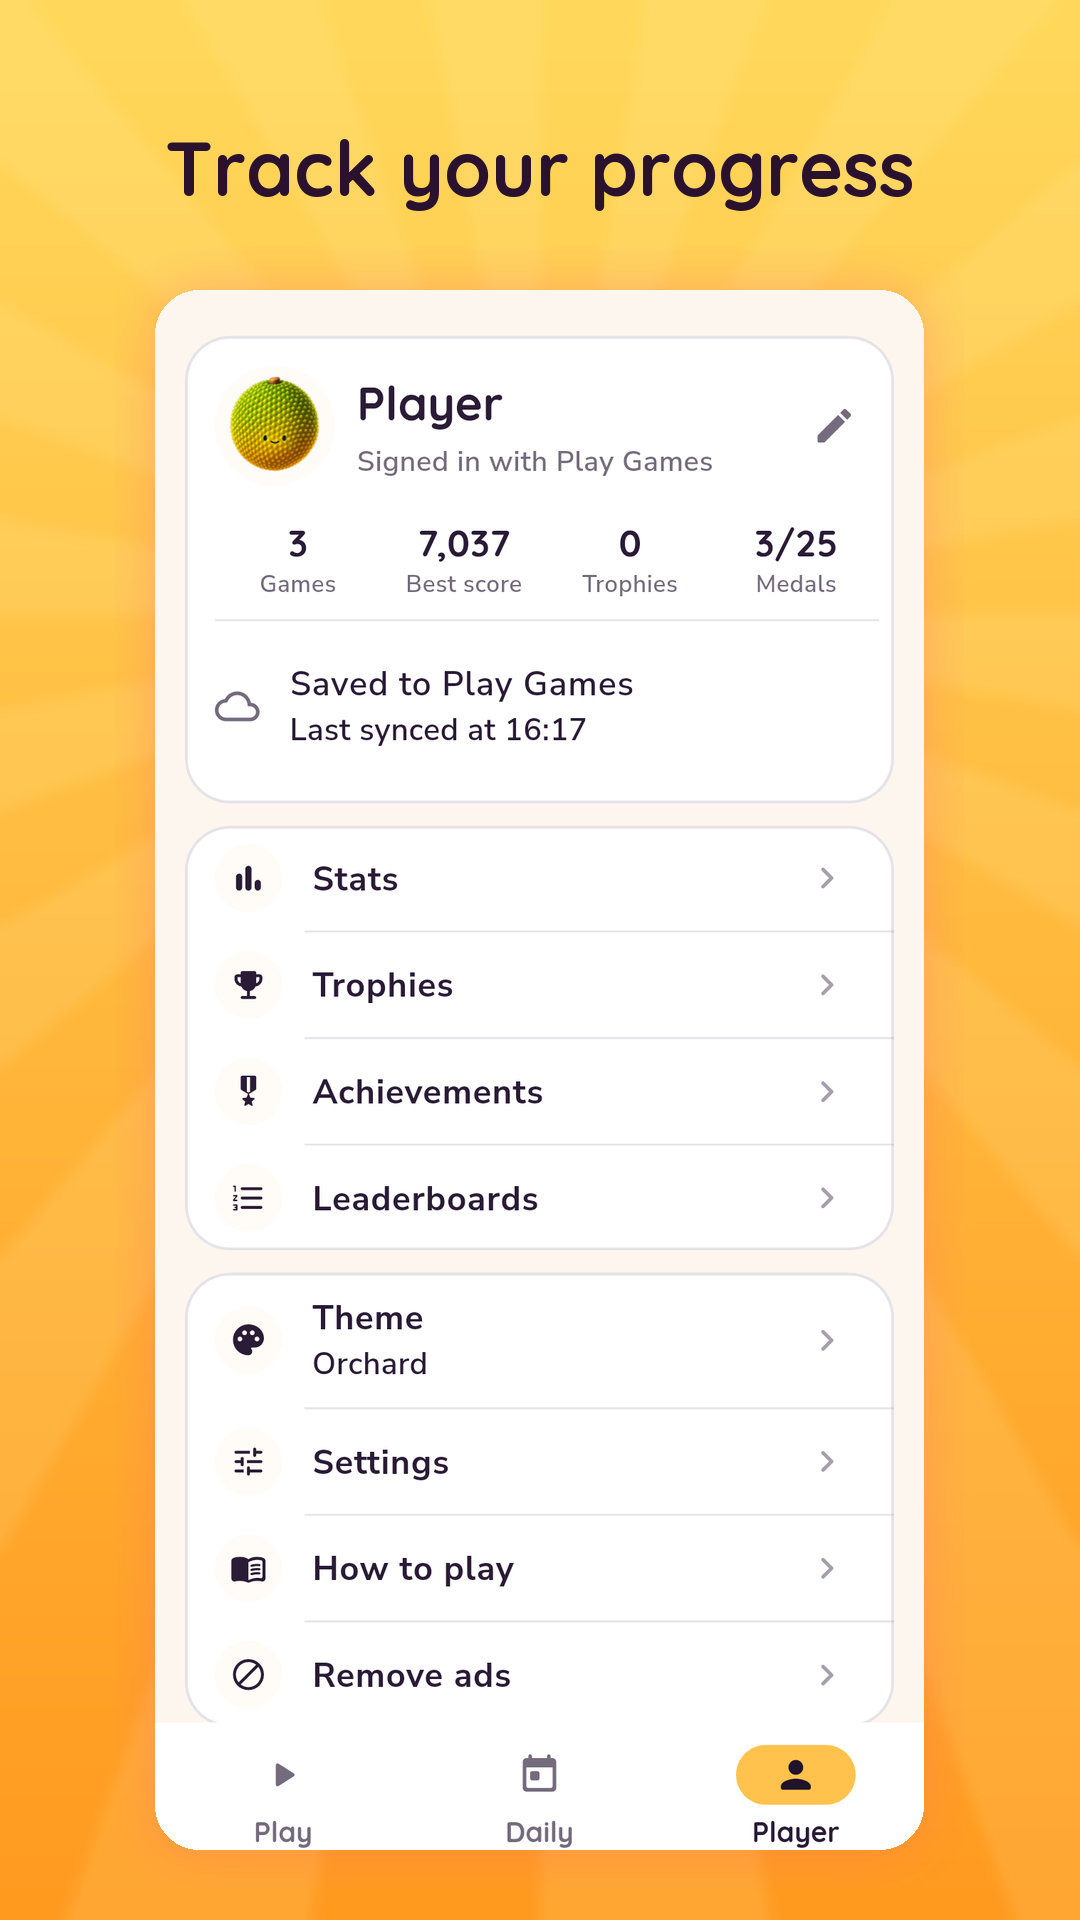 Track your progress
Player
Signed in with Play Games
3 7,037 0 3/25
Games Best score Trophies Medals
Saved to Play Games
Last synced at 16:17
Stats
Trophies
Achievements
Leaderboards
Theme
Orchard
Settings
How to play
Remove ads
Play Daily Player